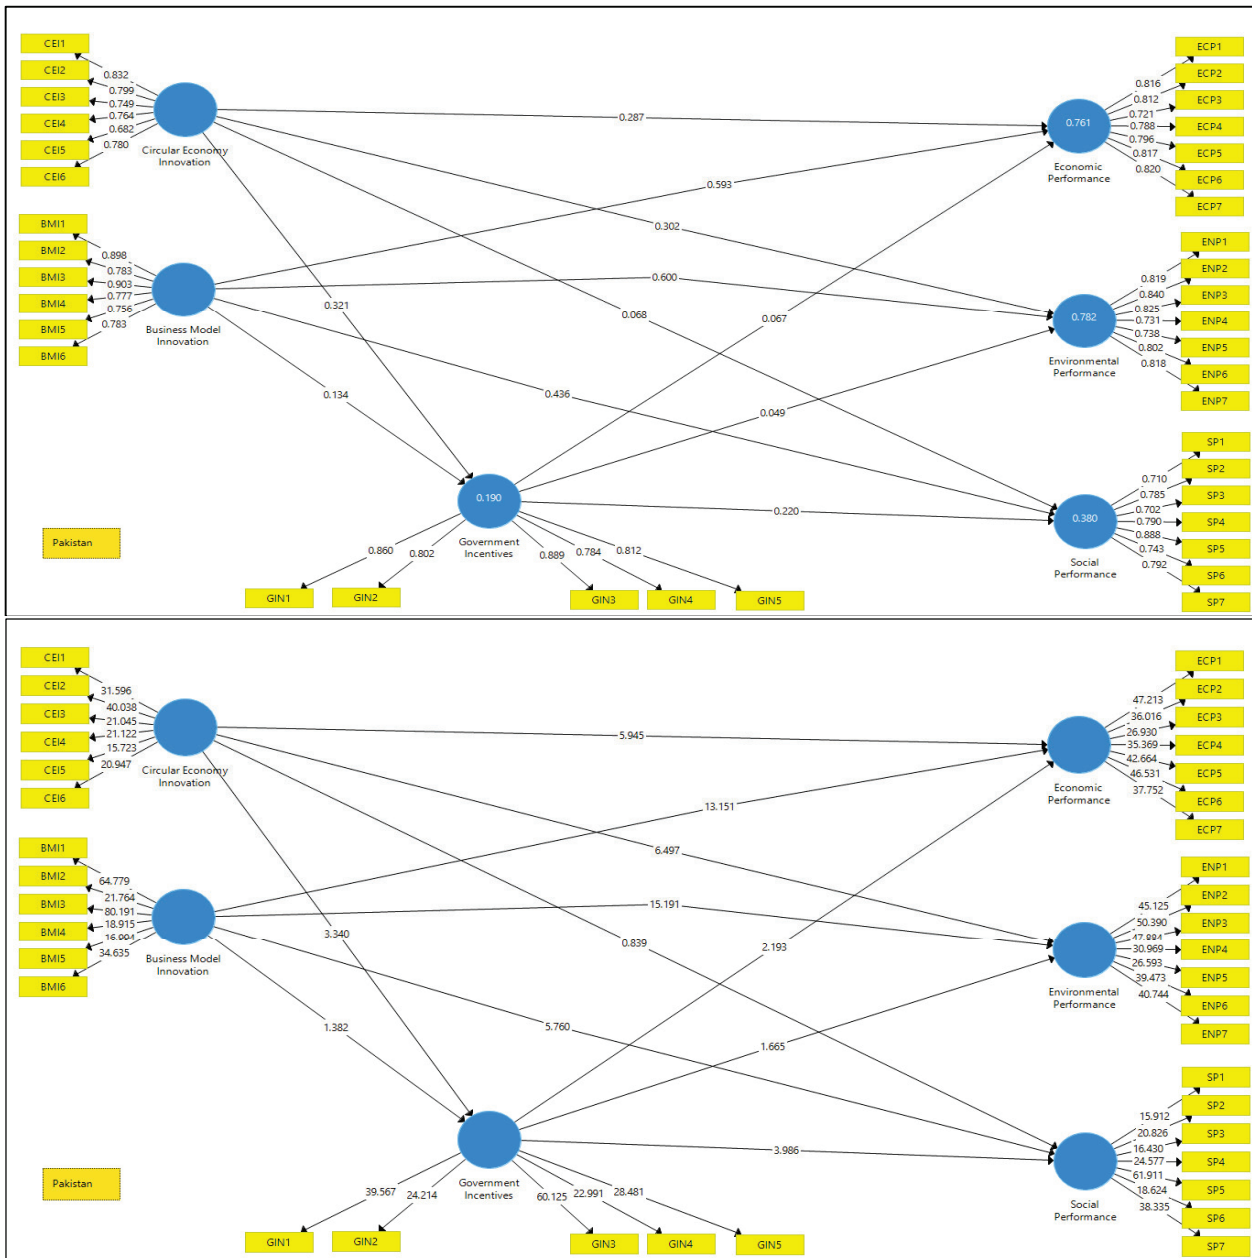 CEI1
CEI2
CEI3
CEI4
CEI5
CEI6
0.832
0.799
0.749
0.764
0.682
0.780
Circular Economy
Innovation
BMI1
BMI2
BMI3
BMI4
BMI5
BMI6
0.898
0.783
0.903
0.777
0.756
0.783
Business Model
Innovation
0.287
0.593
0.302
0.600
0.321
0.068
0.067
0.134
0.436
0.049
0.220
0.190
Government
Incentives
0.860
0.802
0.889
0.784
0.812
GIN1
GIN2
GIN3
GIN4
GIN5
Pakistan
0.761
Economic
Performance
0.816
0.812
0.721
0.788
0.796
0.817
0.820
ECP1
ECP2
ECP3
ECP4
ECP5
ECP6
ECP7
0.782
Environmental
Performance
0.819
0.840
0.825
0.731
0.738
0.802
0.818
ENP1
ENP2
ENP3
ENP4
ENP5
ENP6
ENP7
0.380
Social
Performance
0.710
0.785
0.702
0.790
0.888
0.743
0.792
SP1
SP2
SP3
SP4
SP5
SP6
SP7
CEI1
CEI2
CEI3
CEI4
CEI5
CEI6
31.596
40.038
21.045
21.122
15.723
20.947
Circular Economy
Innovation
BMI1
BMI2
BMI3
BMI4
BMI5
BMI6
64.779
21.764
80.191
18.915
16.994
34.635
Business Model
Innovation
5.945
13.151
6.497
15.191
3.340
0.839
2.193
1.382
5.760
1.665
3.986
Government
Incentives
39.567
24.214
60.125
22.991
28.481
GIN1
GIN2
GIN3
GIN4
GIN5
Pakistan
Economic
Performance
47.213
36.016
26.930
35.369
42.664
46.531
37.752
ECP1
ECP2
ECP3
ECP4
ECP5
ECP6
ECP7
Environmental
Performance
45.125
50.390
47.884
30.969
26.593
39.473
40.744
ENP1
ENP2
ENP3
ENP4
ENP5
ENP6
ENP7
Social
Performance
15.912
20.826
16.430
24.577
61.911
18.624
38.335
SP1
SP2
SP3
SP4
SP5
SP6
SP7